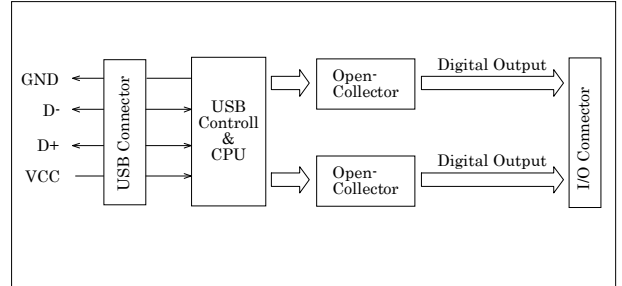 GND
D-
D+
VCC
USB Connector
USB
Controll
&
CPU
Open-
Collector
Digital Output
Open-
Collector
Digital Output
I/O Connector